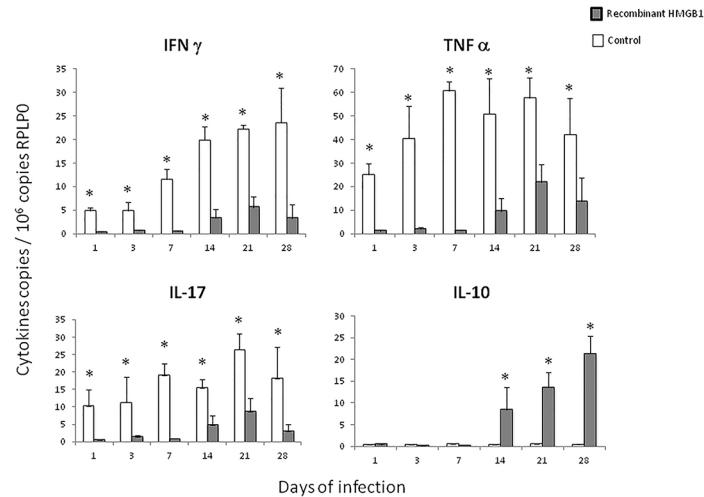 Recombinant HMGB1
Control
IFN γ
TNF α
Cytokines copies / 10⁶ copies RPLP0
35
30
25
20
15
10
5
0
* * * * * *
1 3 7 14 21 28
70
60
50
40
30
20
10
0
* * * * * *
1 3 7 14 21 28
IL-17
IL-10
35
30
25
20
15
10
5
0
* * * * * *
1 3 7 14 21 28
30
25
20
15
10
5
0
* * *
1 3 7 14 21 28
Days of infection